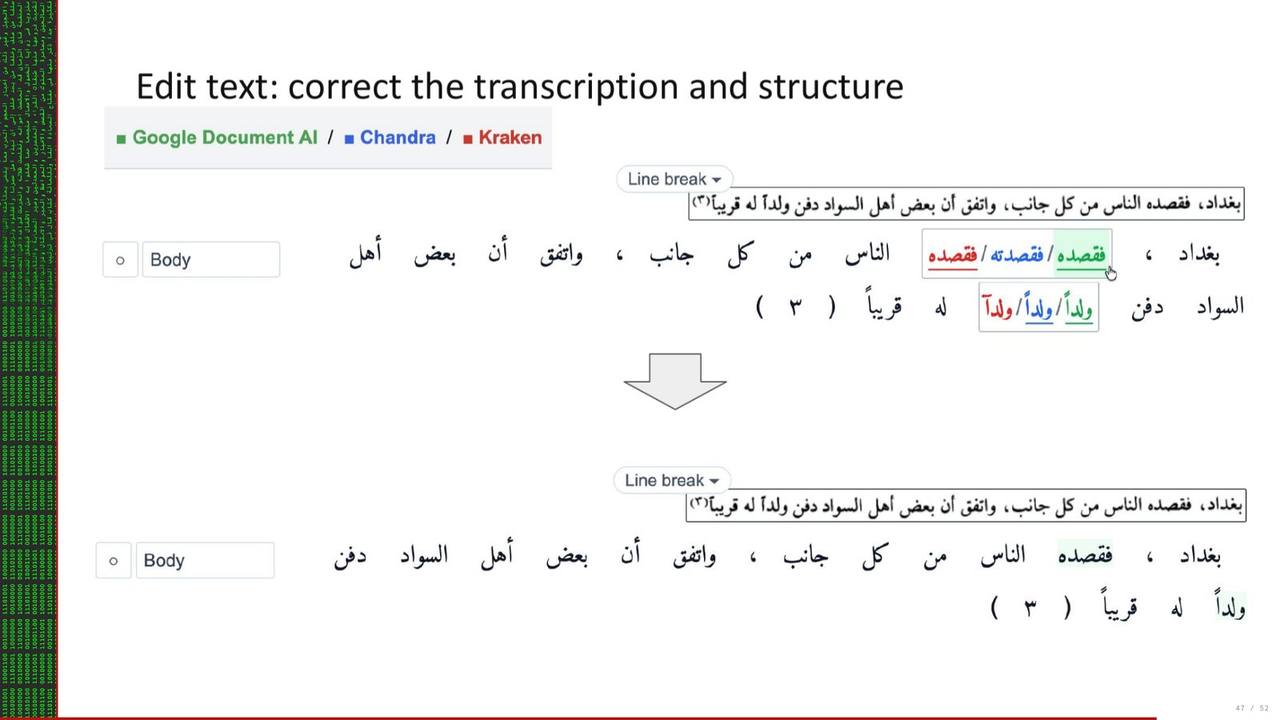 Edit text: correct the transcription and structure
Google Document AI / Chandra / Kraken
Line break
بغداد، فقصده الناس من كل جانب، واتفق أن بعض أهل السواد دفن ولداً له قريباً(٣)
Body
بغداد ، فقصده/فقصدته/فقصده الناس من كل جانب ، واتفق أن بعض أهل
السواد دفن ولداً/ولداً/ولدآ له قريباً ( ٣ )
Line break
بغداد، فقصده الناس من كل جانب، واتفق أن بعض أهل السواد دفن ولداً له قريباً(٣)
Body
بغداد ، فقصده الناس من كل جانب ، واتفق أن بعض أهل السواد دفن
ولداً له قريباً ( ٣ )
47 / 52